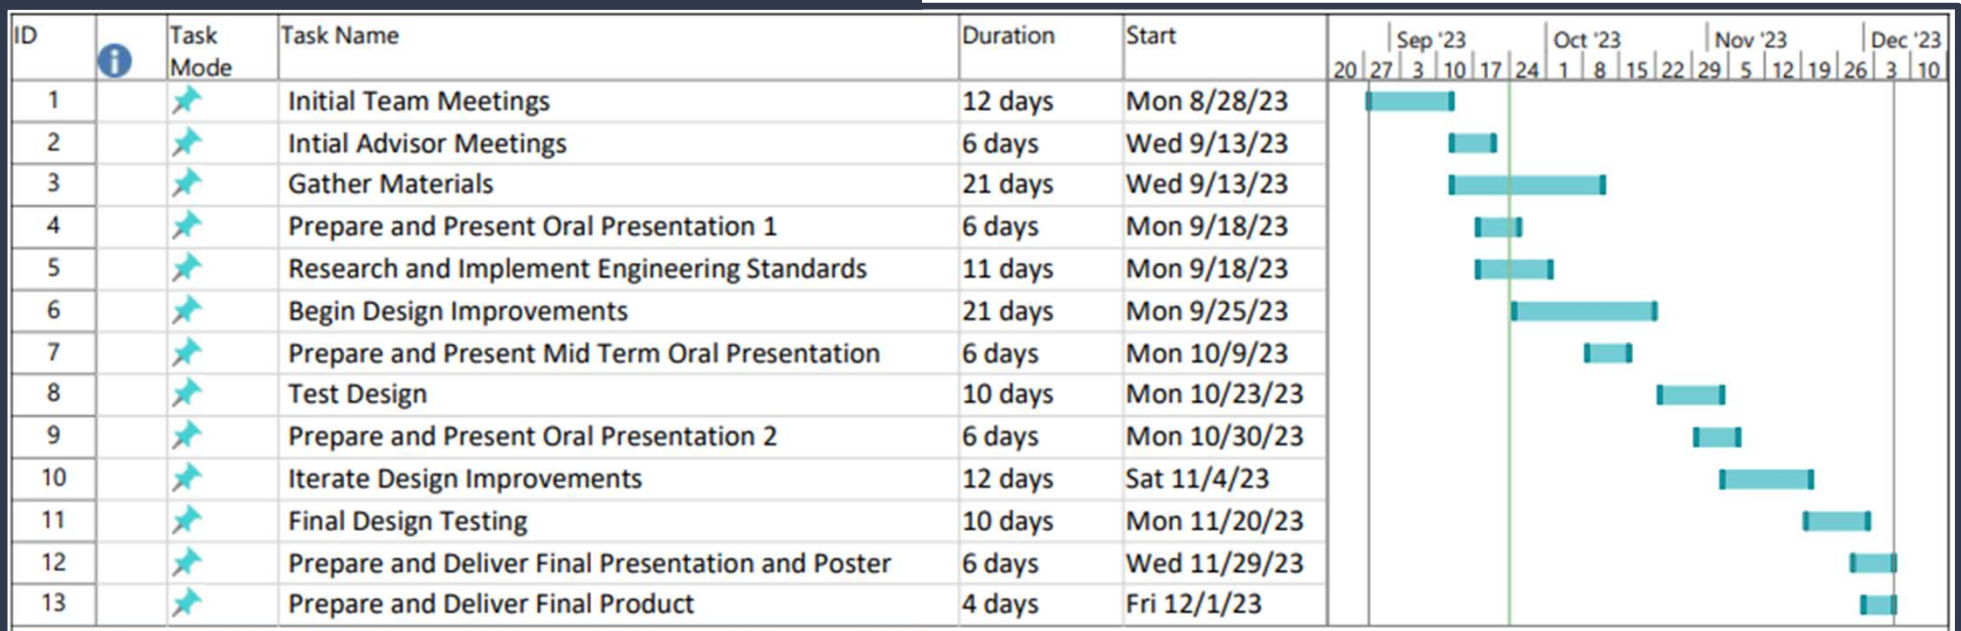 ID Task Mode Task Name Duration Start Sep '23 Oct '23 Nov '23 Dec '23
20 27 3 10 17 24 1 8 15 22 29 5 12 19 26 3 10
1 Initial Team Meetings 12 days Mon 8/28/23
2 Intial Advisor Meetings 6 days Wed 9/13/23
3 Gather Materials 21 days Wed 9/13/23
4 Prepare and Present Oral Presentation 1 6 days Mon 9/18/23
5 Research and Implement Engineering Standards 11 days Mon 9/18/23
6 Begin Design Improvements 21 days Mon 9/25/23
7 Prepare and Present Mid Term Oral Presentation 6 days Mon 10/9/23
8 Test Design 10 days Mon 10/23/23
9 Prepare and Present Oral Presentation 2 6 days Mon 10/30/23
10 Iterate Design Improvements 12 days Sat 11/4/23
11 Final Design Testing 10 days Mon 11/20/23
12 Prepare and Deliver Final Presentation and Poster 6 days Wed 11/29/23
13 Prepare and Deliver Final Product 4 days Fri 12/1/23